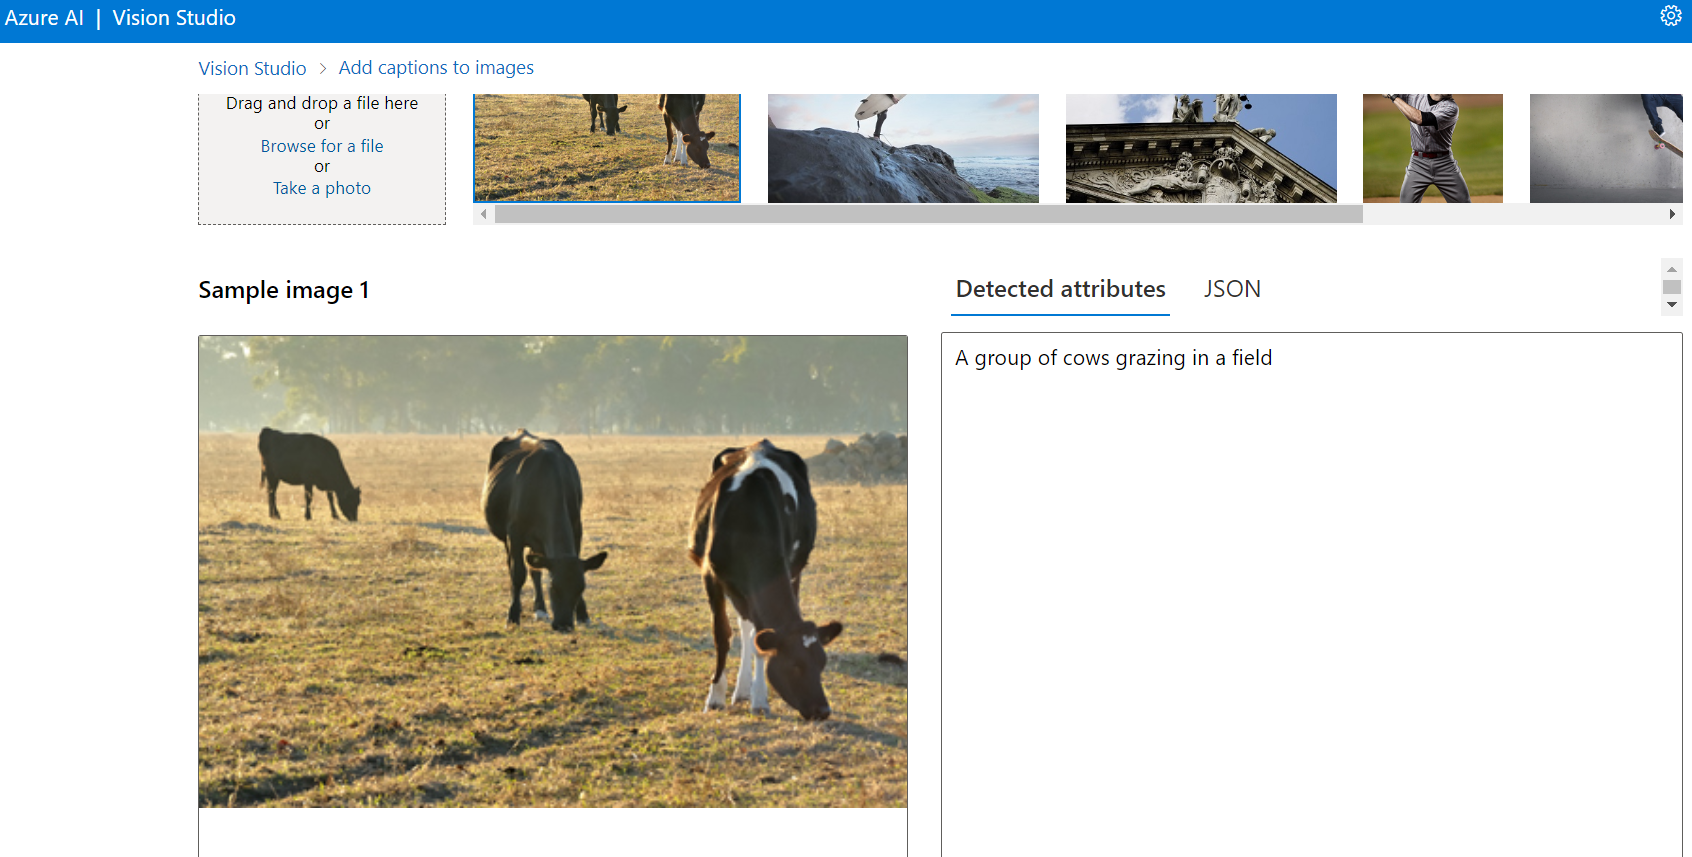 Azure AI | Vision Studio
Vision Studio > Add captions to images
Drag and drop a file here
or
Browse for a file
or
Take a photo
Sample image 1
Detected attributes JSON
A group of cows grazing in a field